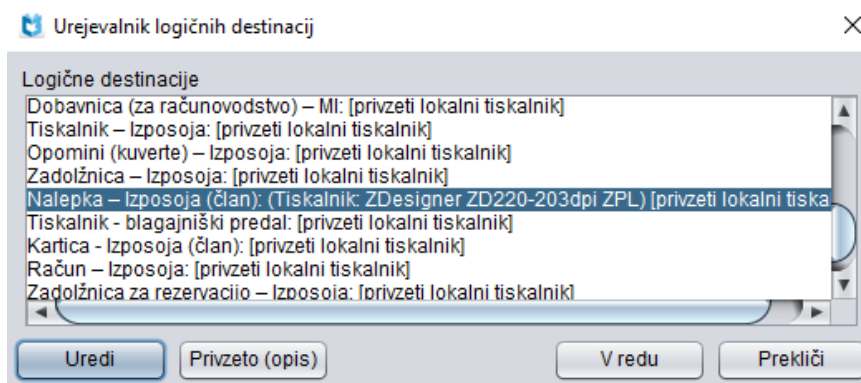 Urejevalnik logičnih destinacij
Logične destinacije
Dobavnica (za računovodstvo) – MI: [privzeti lokalni tiskalnik]
Tiskalnik – Izposoja: [privzeti lokalni tiskalnik]
Opomini (kuverte) – Izposoja: [privzeti lokalni tiskalnik]
Zadolžnica – Izposoja: [privzeti lokalni tiskalnik]
Nalepka – Izposoja (član): (Tiskalnik: ZDesigner ZD220-203dpi ZPL) [privzeti lokalni tiska
Tiskalnik - blagajniški predal: [privzeti lokalni tiskalnik]
Kartica - Izposoja (član): [privzeti lokalni tiskalnik]
Račun – Izposoja: [privzeti lokalni tiskalnik]
Zadolžnica za rezervacijo – Izposoja: [privzeti lokalni tiskalnik]
Uredi Privzeto (opis) V redu Prekliči